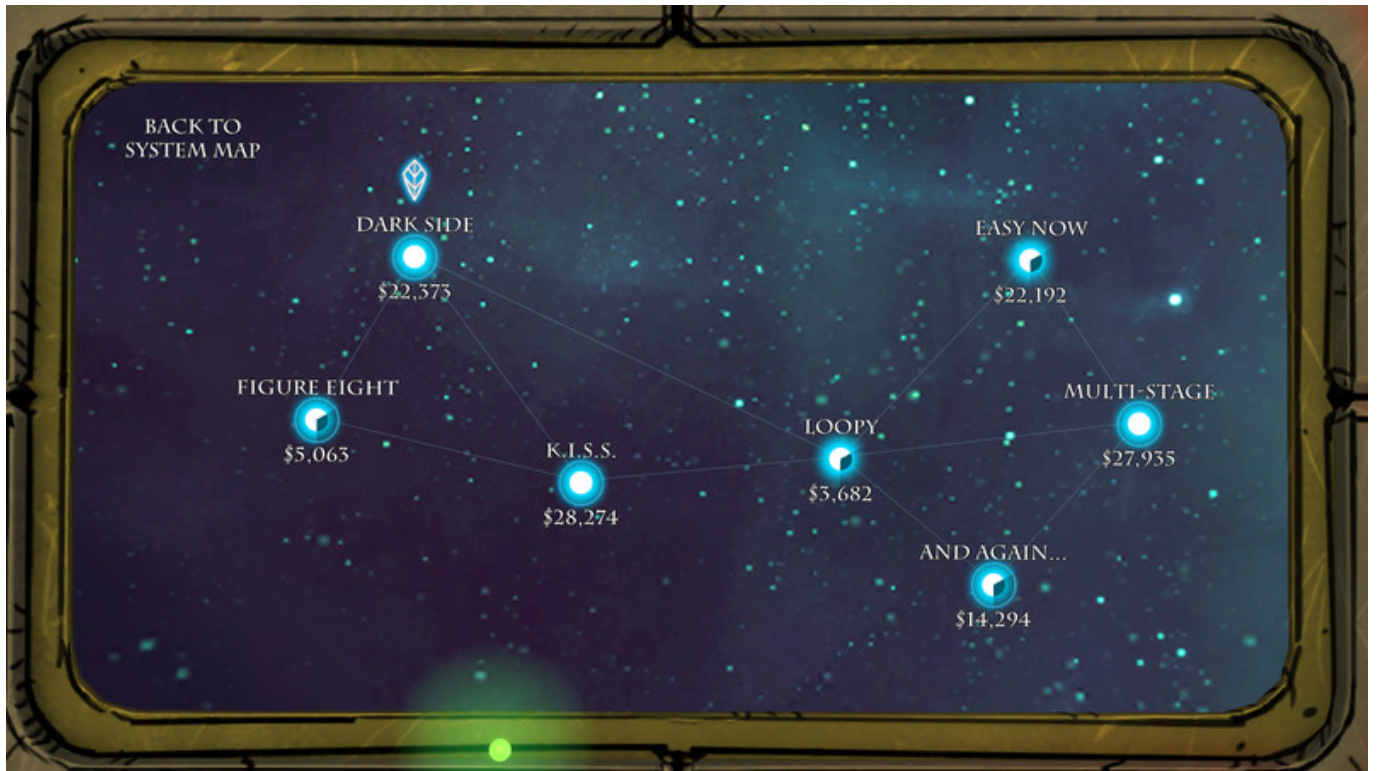 BACK TO
SYSTEM MAP
DARK SIDE
$22,373
EASY NOW
$22,192
FIGURE EIGHT
$5,063
MULTI-STAGE
$27,935
LOOPY
$3,682
K.I.S.S.
$28,274
AND AGAIN...
$14,294